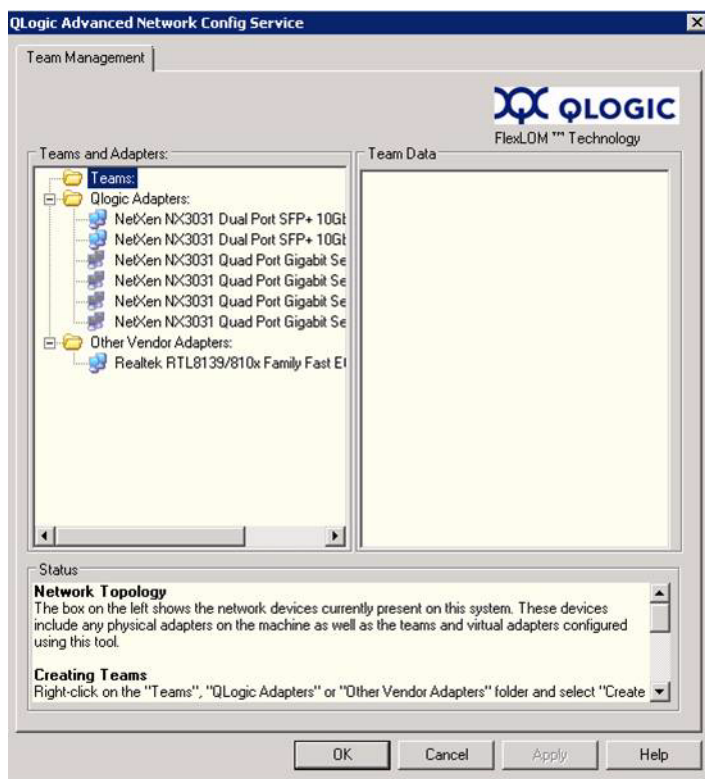 QLogic Advanced Network Config Service
Team Management
QLOGIC
FlexLOM ™ Technology
Teams and Adapters:
Team Data
Teams:
Qlogic Adapters:
NetXen NX3031 Dual Port SFP+ 10Gb
NetXen NX3031 Dual Port SFP+ 10Gb
NetXen NX3031 Quad Port Gigabit Se
NetXen NX3031 Quad Port Gigabit Se
NetXen NX3031 Quad Port Gigabit Se
NetXen NX3031 Quad Port Gigabit Se
Other Vendor Adapters:
Realtek RTL8139/810x Family Fast E
Status
Network Topology
The box on the left shows the network devices currently present on this system. These devices
include any physical adapters on the machine as well as the teams and virtual adapters configured
using this tool.
Creating Teams
Right-click on the "Teams", "QLogic Adapters" or "Other Vendor Adapters" folder and select "Create
OK
Cancel
Apply
Help